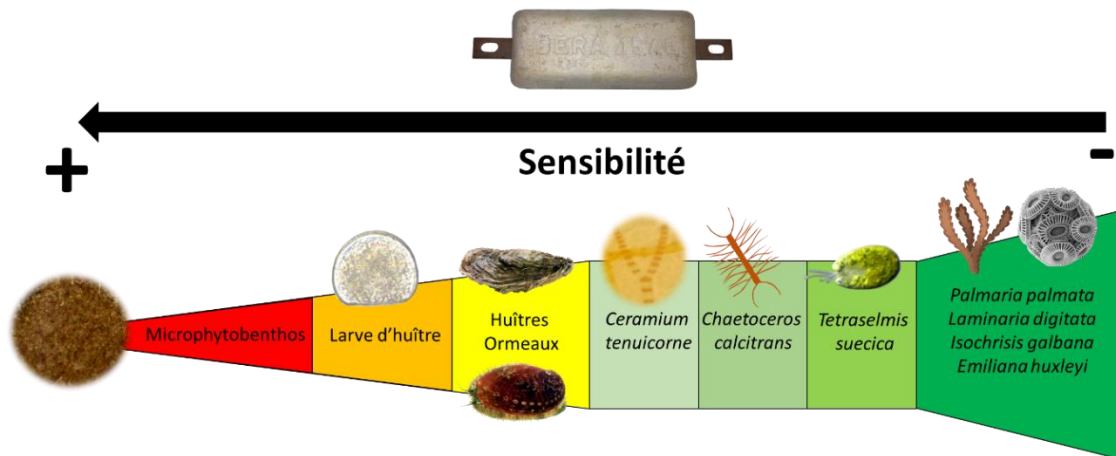 +
Sensibilité
-
Microphytobenthos
Larve d'huître
Huîtres
Ormeaux
Ceramium
tenuicorne
Chaetoceros
calcitrans
Tetraselmis
suecica
Palmaria palmata
Laminaria digitata
Isochrisis galbana
Emiliana huxleyi